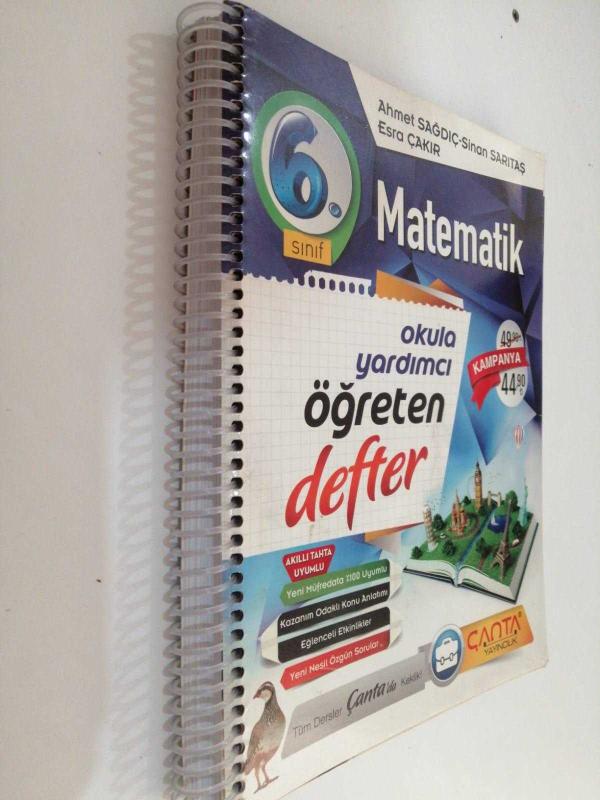 Ahmet SAĞDIÇ-Sinan SARITAŞ
Esra ÇAKIR
6.
sınıf
Matematik
okula
yardımcı
öğreten
defter
49.90
KAMPANYA
44.90
AKILLI TAHTA
UYUMLU
Yeni Müfredata %100 Uyumlu
Kazanım Odaklı Konu Anlatımı
Eğlenceli Etkinlikler
Yeni Nesil Özgün Sorular
ÇANTA
YAYINCILIK
Tüm Dersler Çanta'da Keklik!